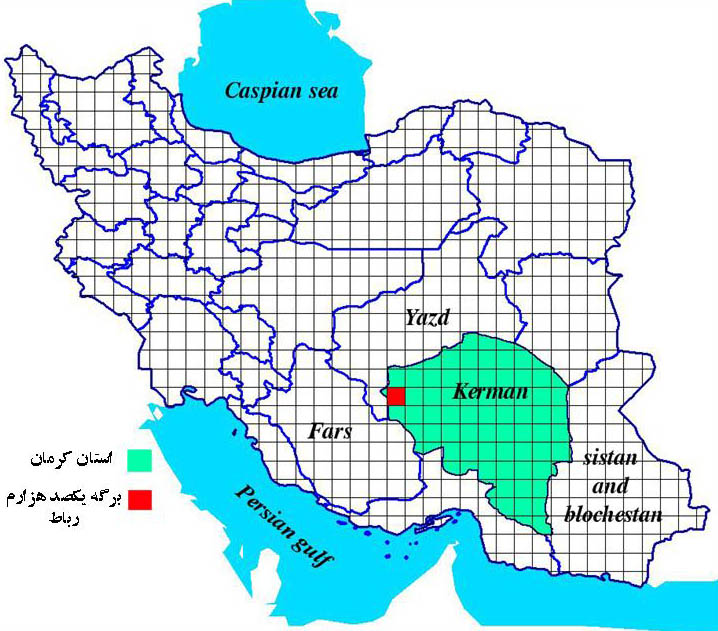 Caspian sea
Yazd
Kerman
Fars
sistan
and
blochestan
Persian gulf
استان کرمان
برگه یکصد هزارم
رباط